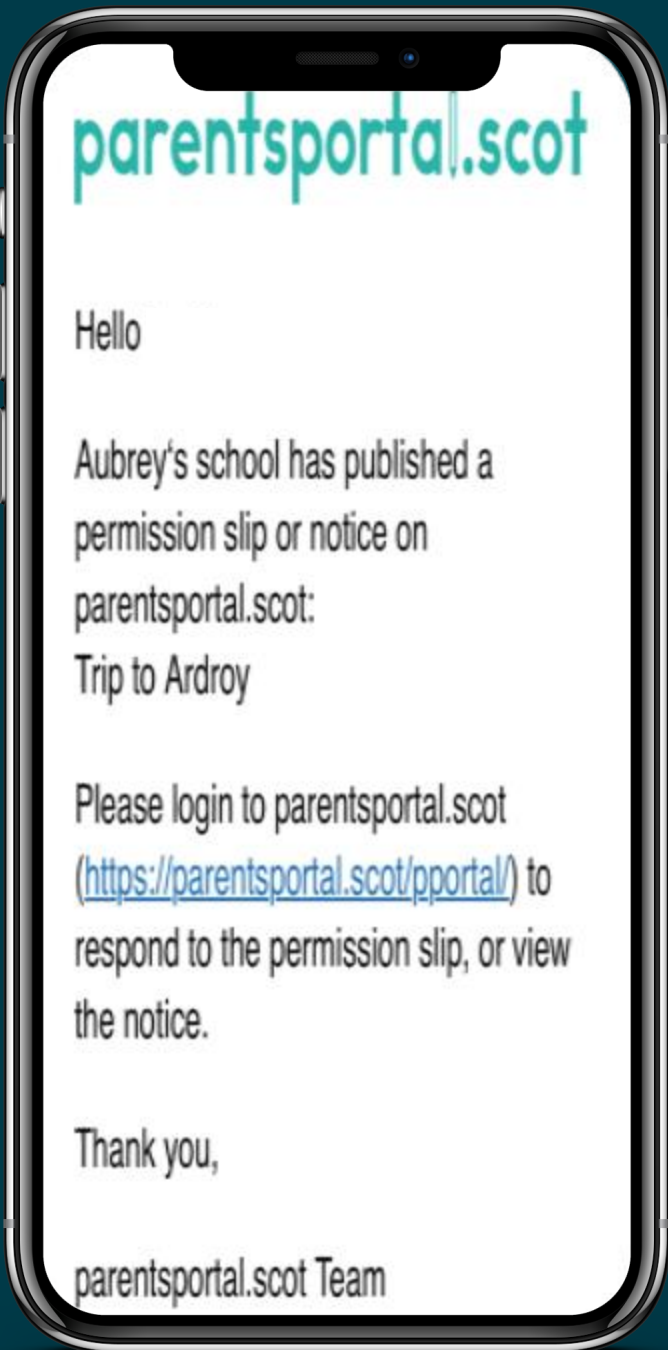 parentsportal.scot
Hello
Aubrey‘s school has published a
permission slip or notice on
parentsportal.scot:
Trip to Ardroy
Please login to parentsportal.scot
(https://parentsportal.scot/pportal/) to
respond to the permission slip, or view
the notice.
Thank you,
parentsportal.scot Team